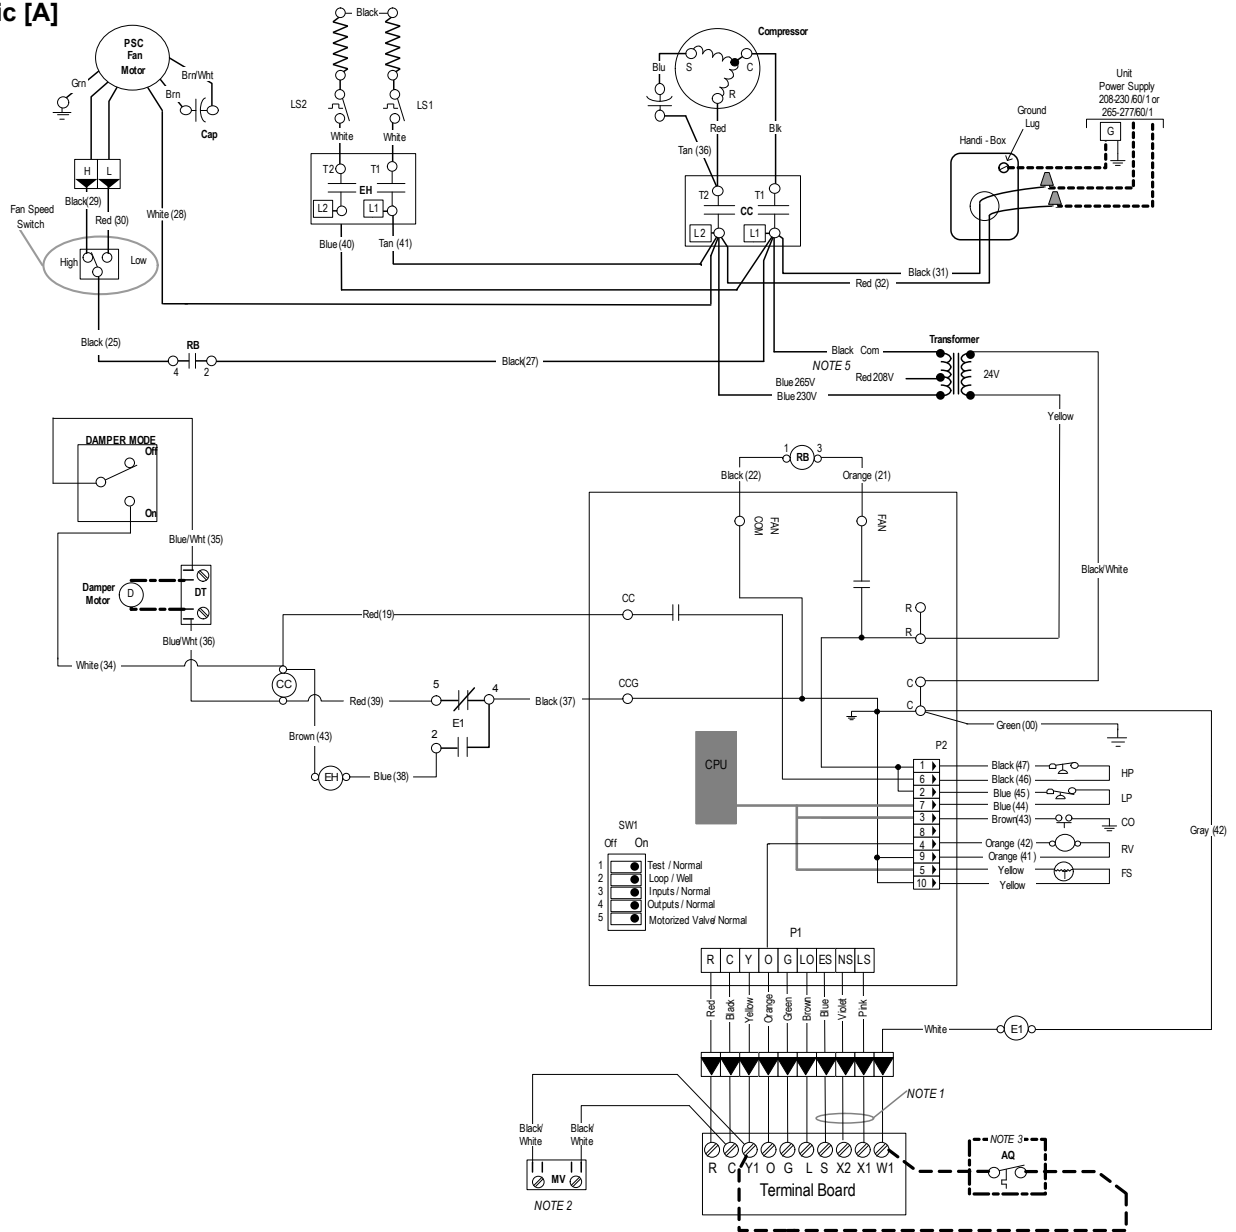 ic [A]
PSC
Fan
Motor
Grn
Brn/Wht
Brn
Cap
H L
Black(29)
Red (30)
White (28)
Fan Speed
Switch
High
Low
Black (25)
RB
4 2
Black(27)
Black
LS2
LS1
White
White
T2
T1
EH
L2
L1
Blue (40)
Tan (41)
Compressor
Blu
S
C
R
Red
Blk
Tan (36)
T2
T1
CC
L2
L1
Unit
Power Supply
208-230 /60/1 or
265-277/60/1
G
Ground
Lug
Handi - Box
Black (31)
Red (32)
Transformer
Black Com
NOTE 5
Red 208V
Blue 265V
Blue 230V
24V
Yellow
DAMPER MODE
Off
On
Blue/Wht (35)
Damper
Motor
D
DT
Blue/Wht (36)
White (34)
CC
Red(19)
Red (39)
Brown (43)
EH
Blue (38)
5
4
E1
2
Black (37)
1 RB 3
Black (22)
Orange (21)
FAN
COM
FAN
CC
CCG
R
R
C
C
Black/White
Green (00)
CPU
P2
1
6
2
7
3
8
4
9
5
10
Black (47)
Black (46)
HP
Blue (45)
Blue (44)
LP
Brown(43)
CO
Orange (42)
Orange (41)
RV
Yellow
Yellow
FS
Gray (42)
SW1
Off On
1 Test / Normal
2 Loop / Well
3 Inputs / Normal
4 Outputs / Normal
5 Motorized Valve/ Normal
P1
R C Y O G LO ES NS LS
Red
Black
Yellow
Orange
Green
Brown
Blue
Violet
Pink
White
E1
NOTE 1
Black/
White
Black/
White
MV
NOTE 2
R C Y1 O G L S X2 X1 W1
Terminal Board
NOTE 3
AQ